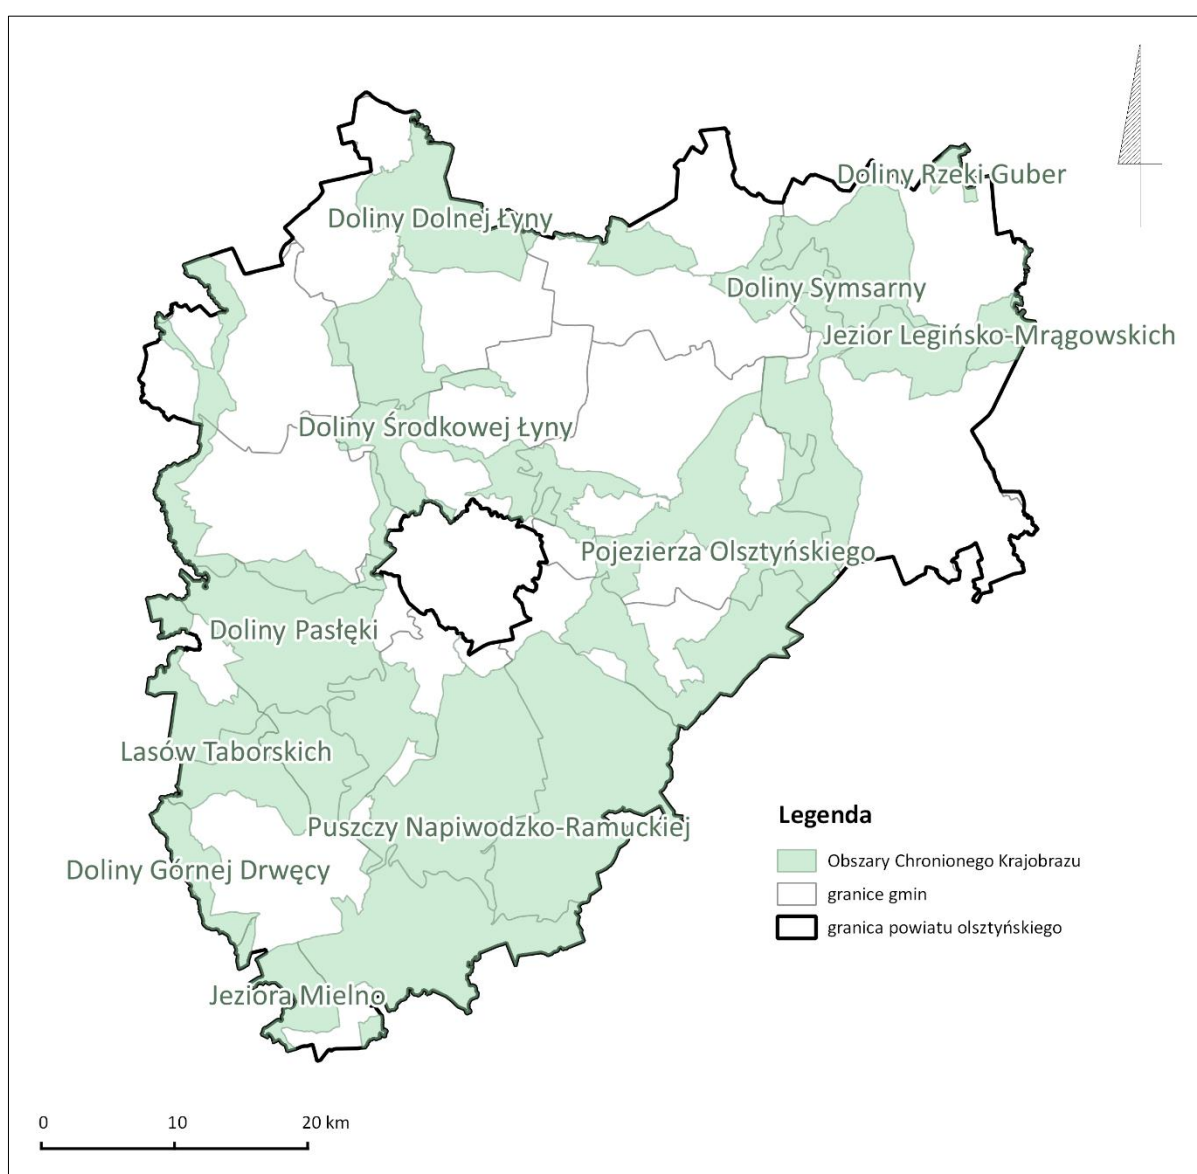 Doliny Rzeki Guber
Doliny Dolnej Łyny
Doliny Symsarny
Jezior Legińsko-Mrągowskich
Doliny Środkowej Łyny
Pojezierza Olsztyńskiego
Doliny Pasłęki
Lasów Taborskich
Puszczy Napiwodzko-Ramuckiej
Doliny Górnej Drwęcy
Jeziora Mielno
Legenda
Obszary Chronionego Krajobrazu
granice gmin
granica powiatu olsztyńskiego
0 10 20 km